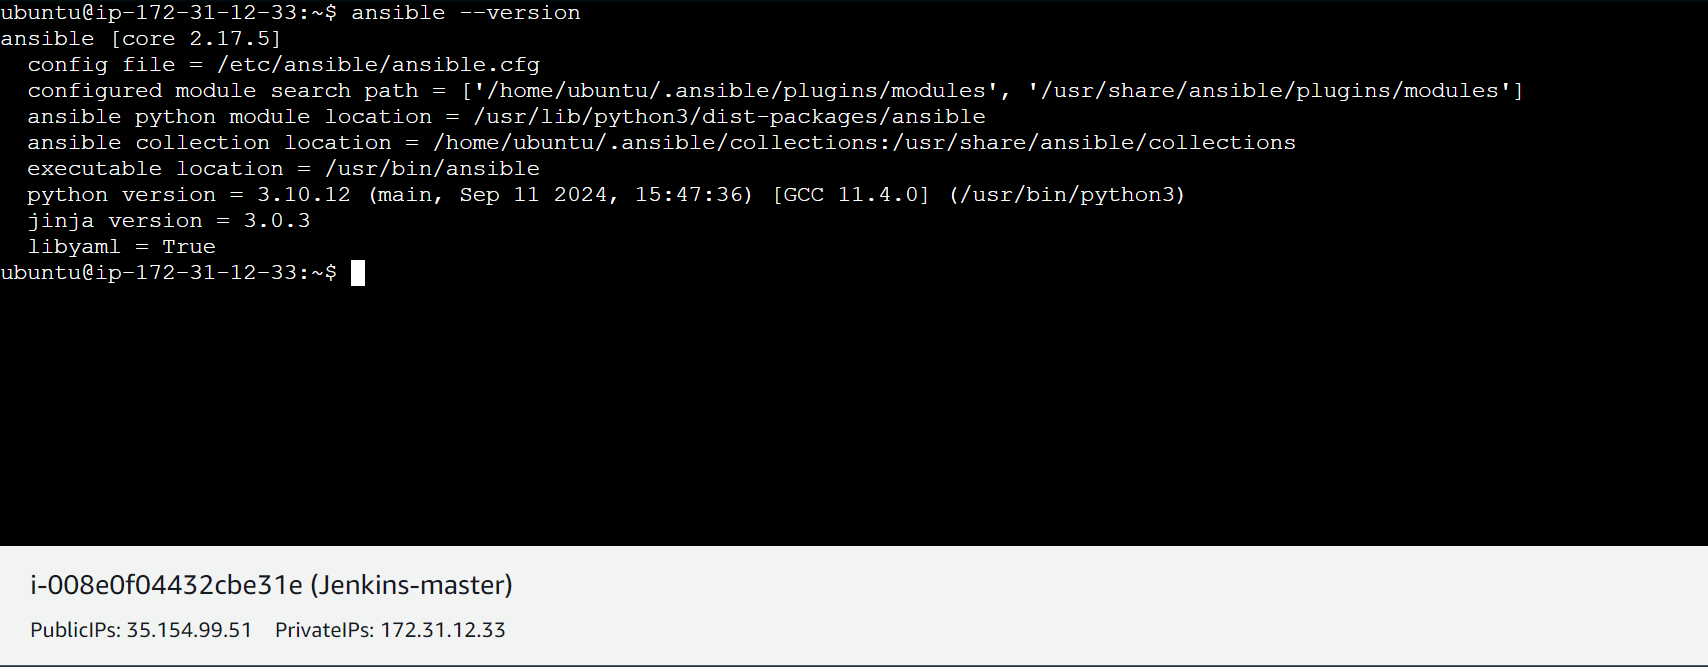 ubuntu@ip-172-31-12-33:~$ ansible --version
ansible [core 2.17.5]
  config file = /etc/ansible/ansible.cfg
  configured module search path = ['/home/ubuntu/.ansible/plugins/modules', '/usr/share/ansible/plugins/modules']
  ansible python module location = /usr/lib/python3/dist-packages/ansible
  ansible collection location = /home/ubuntu/.ansible/collections:/usr/share/ansible/collections
  executable location = /usr/bin/ansible
  python version = 3.10.12 (main, Sep 11 2024, 15:47:36) [GCC 11.4.0] (/usr/bin/python3)
  jinja version = 3.0.3
  libyaml = True
ubuntu@ip-172-31-12-33:~$
i-008e0f04432cbe31e (Jenkins-master)
PublicIPs: 35.154.99.51 PrivateIPs: 172.31.12.33